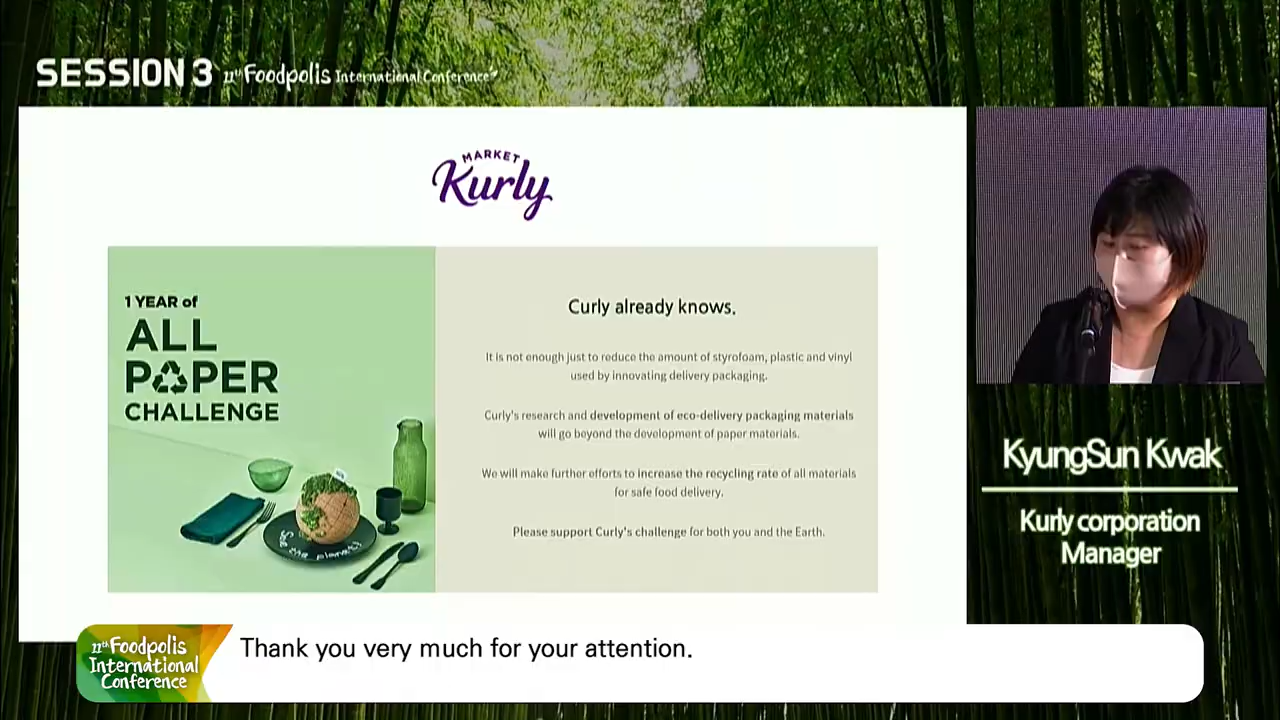 SESSION 3 11th Foodpolis International Conference
MARKET
Kurly
1 YEAR of
ALL
PAPER
CHALLENGE
Save the planet!
Curly already knows.
It is not enough just to reduce the amount of styrofoam, plastic and vinyl
used by innovating delivery packaging.
Curly's research and development of eco-delivery packaging materials
will go beyond the development of paper materials.
We will make further efforts to increase the recycling rate of all materials
for safe food delivery.
Please support Curly's challenge for both you and the Earth.
KyungSun Kwak
Kurly corporation
Manager
11th Foodpolis
International
Conference
Thank you very much for your attention.